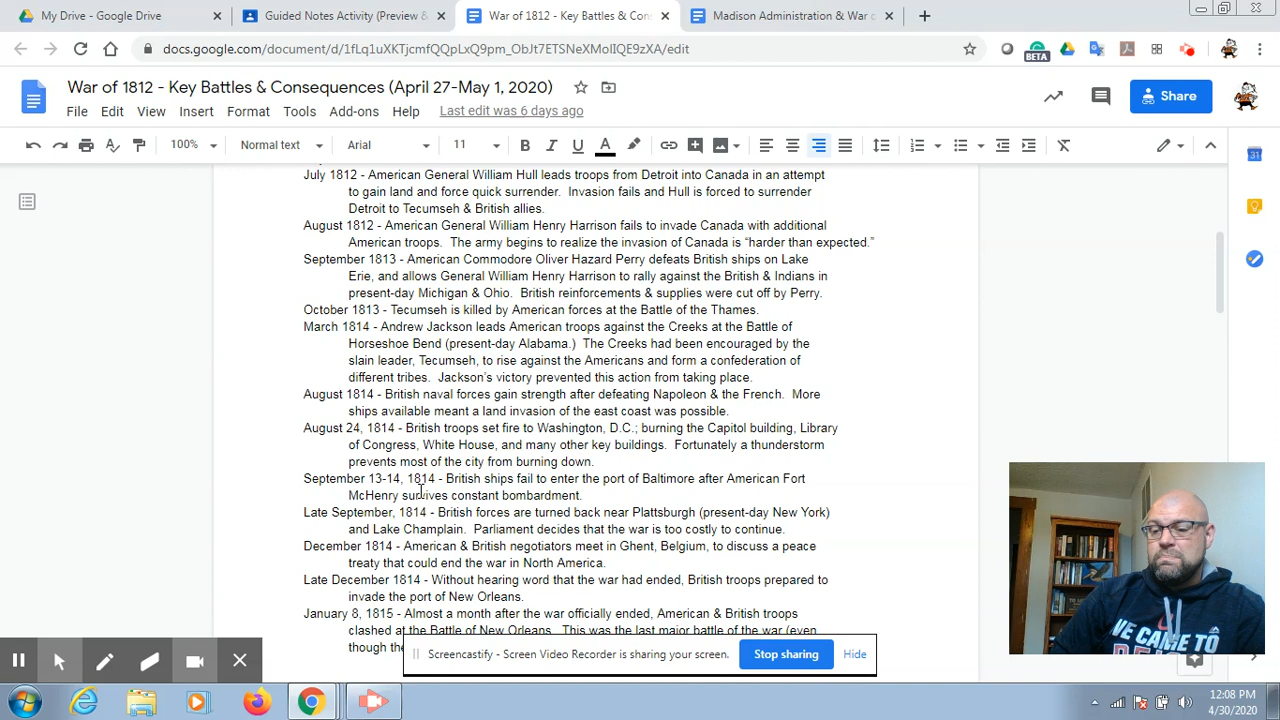 My Drive - Google Drive
Guided Notes Activity (Preview &
War of 1812 - Key Battles & Con
Madison Administration & War o
docs.google.com/document/d/1fLq1uXKTjcmfQQpLxQ9pm_CbUt7ETSNeXMolIQE9zXA/edit
BETA
War of 1812 - Key Battles & Consequences (April 27-May 1, 2020)
File Edit View Insert Format Tools Add-ons Help Last edit was 6 days ago
Share
100% Normal text Arial 11
July 1812 - American General William Hull leads troops from Detroit into Canada in an attempt
to gain land and force quick surrender. Invasion fails and Hull is forced to surrender
Detroit to Tecumseh & British allies.
August 1812 - American General William Henry Harrison fails to invade Canada with additional
American troops. The army begins to realize the invasion of Canada is “harder than expected.”
September 1813 - American Commodore Oliver Hazard Perry defeats British ships on Lake
Erie, and allows General William Henry Harrison to rally against the British & Indians in
present-day Michigan & Ohio. British reinforcements & supplies were cut off by Perry.
October 1813 - Tecumseh is killed by American forces at the Battle of the Thames.
March 1814 - Andrew Jackson leads American troops against the Creeks at the Battle of
Horseshoe Bend (present-day Alabama.) The Creeks had been encouraged by the
slain leader, Tecumseh, to rise against the Americans and form a confederation of
different tribes. Jackson's victory prevented this action from taking place.
August 1814 - British naval forces gain strength after defeating Napoleon & the French. More
ships available meant a land invasion of the east coast was possible.
August 24, 1814 - British troops set fire to Washington, D.C.; burning the Capitol building, Library
of Congress, White House, and many other key buildings. Fortunately a thunderstorm
prevents most of the city from burning down.
September 13-14, 1814 - British ships fail to enter the port of Baltimore after American Fort
McHenry survives constant bombardment.
Late September, 1814 - British forces are turned back near Plattsburgh (present-day New York)
and Lake Champlain. Parliament decides that the war is too costly to continue.
December 1814 - American & British negotiators meet in Ghent, Belgium, to discuss a peace
treaty that could end the war in North America.
Late December 1814 - Without hearing word that the war had ended, British troops prepared to
invade the port of New Orleans.
January 8, 1815 - Almost a month after the war officially ended, American & British troops
clashed at the Battle of New Orleans. This was the last major battle of the war (even
though the
Screencastify - Screen Video Recorder is sharing your screen.
Stop sharing
Hide
WE CAME TO
31
12:08 PM
4/30/2020